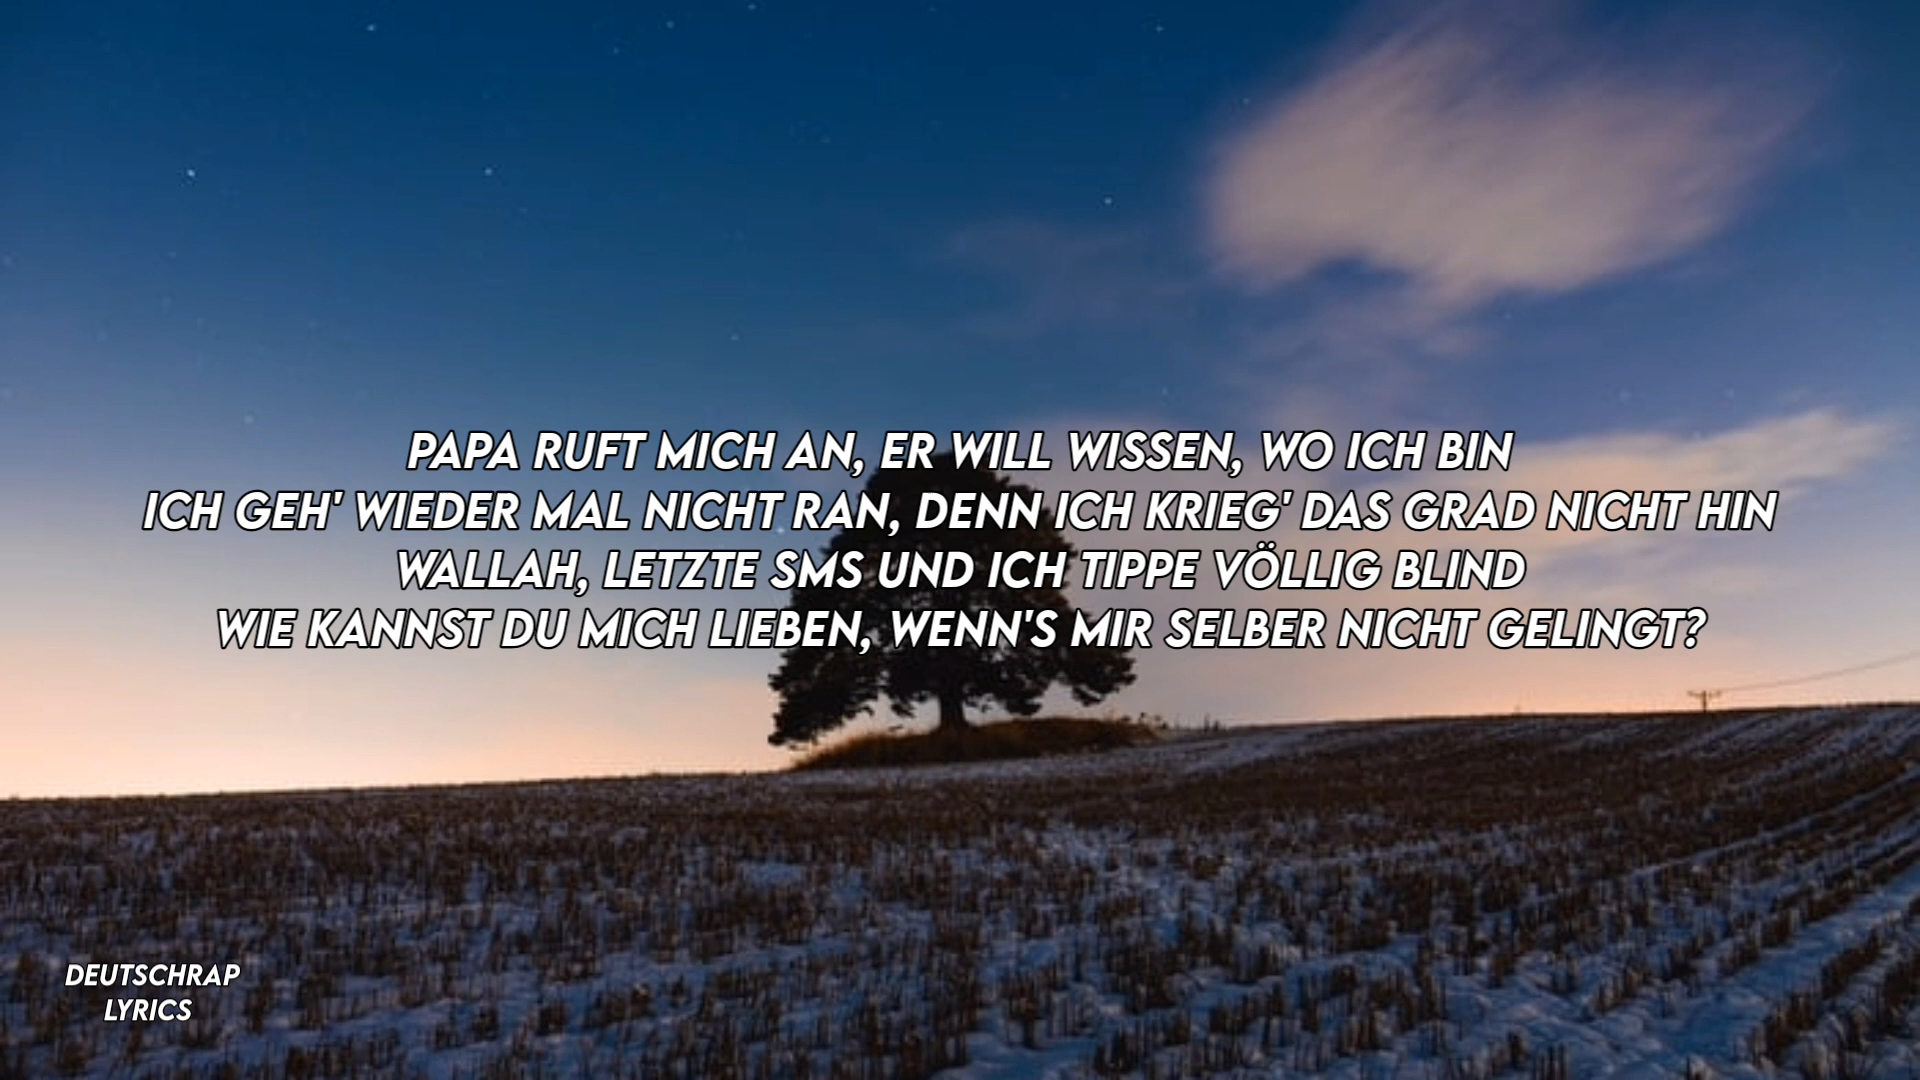 PAPA RUFT MICH AN, ER WILL WISSEN, WO ICH BIN
ICH GEH' WIEDER MAL NICHT RAN, DENN ICH KRIEG' DAS GRAD NICHT HIN
WALLAH, LETZTE SMS UND ICH TIPPE VÖLLIG BLIND
WIE KANNST DU MICH LIEBEN, WENN'S MIR SELBER NICHT GELINGT?
DEUTSCHRAP
LYRICS